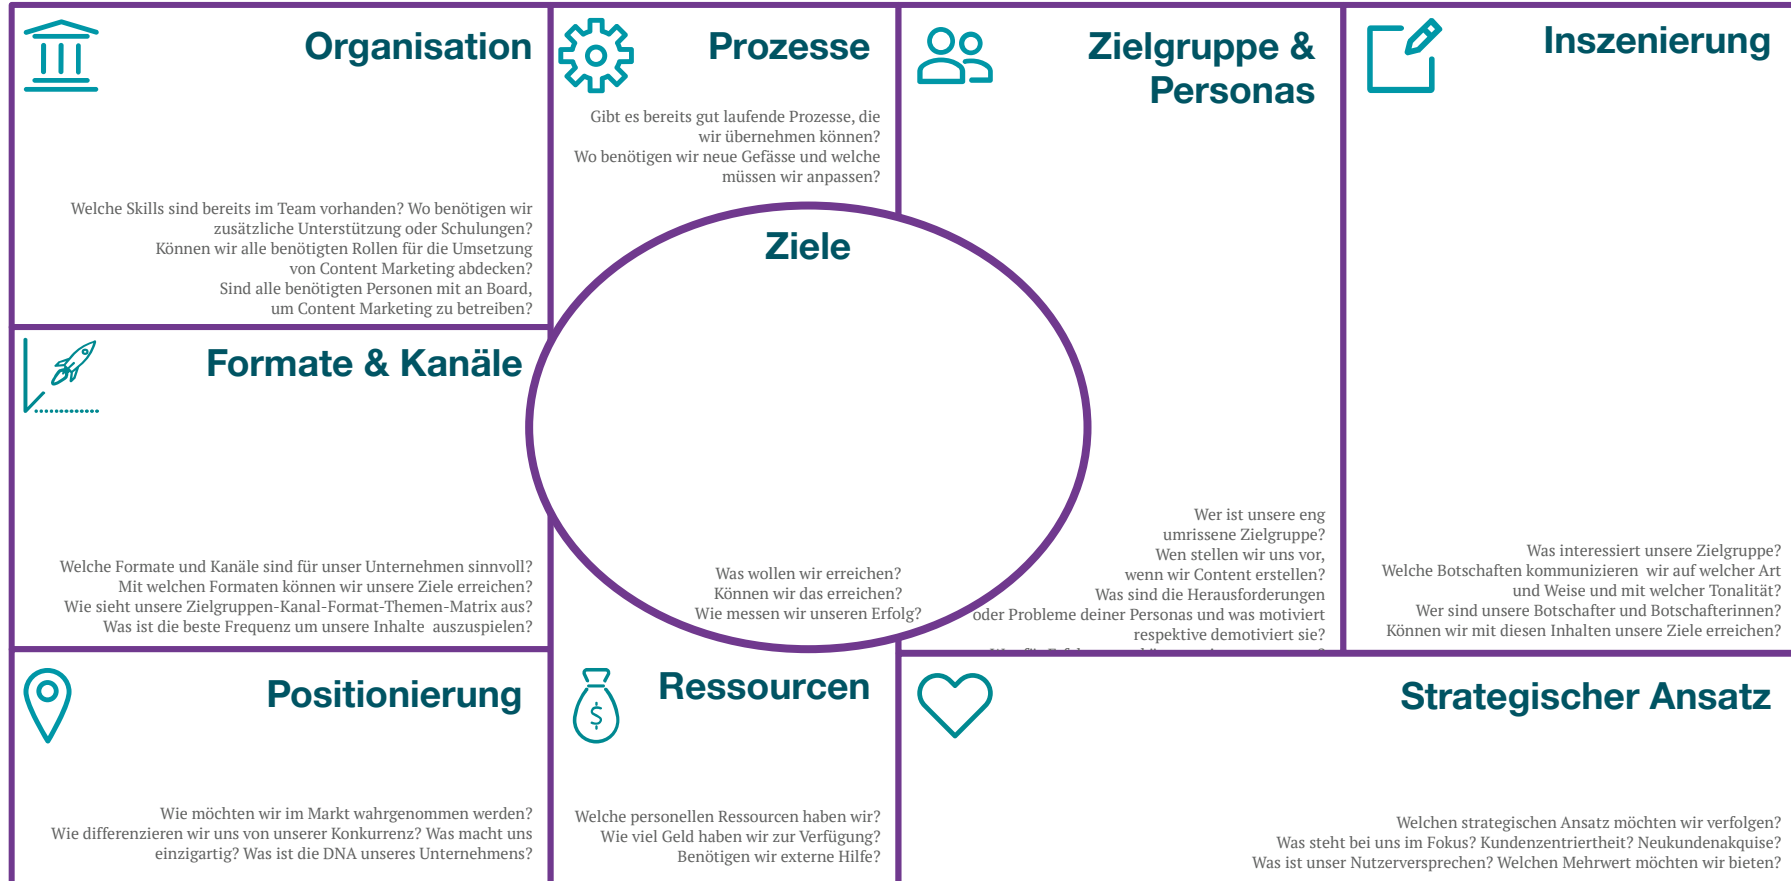 Organisation
Welche Skills sind bereits im Team vorhanden? Wo benötigen wir
zusätzliche Unterstützung oder Schulungen?
Können wir alle benötigten Rollen für die Umsetzung
von Content Marketing abdecken?
Sind alle benötigten Personen mit an Board,
um Content Marketing zu betreiben?
Prozesse
Gibt es bereits gut laufende Prozesse, die
wir übernehmen können?
Wo benötigen wir neue Gefässe und welche
müssen wir anpassen?
Zielgruppe &
Personas
Wer ist unsere eng
umrissene Zielgruppe?
Wen stellen wir uns vor,
wenn wir Content erstellen?
Was sind die Herausforderungen
oder Probleme deiner Personas und was motiviert
respektive demotiviert sie?
Inszenierung
Was interessiert unsere Zielgruppe?
Welche Botschaften kommunizieren wir auf welcher Art
und Weise und mit welcher Tonalität?
Wer sind unsere Botschafter und Botschafterinnen?
Können wir mit diesen Inhalten unsere Ziele erreichen?
Ziele
Was wollen wir erreichen?
Können wir das erreichen?
Wie messen wir unseren Erfolg?
Formate & Kanäle
Welche Formate und Kanäle sind für unser Unternehmen sinnvoll?
Mit welchen Formaten können wir unsere Ziele erreichen?
Wie sieht unsere Zielgruppen-Kanal-Format-Themen-Matrix aus?
Was ist die beste Frequenz um unsere Inhalte auszuspielen?
Positionierung
Wie möchten wir im Markt wahrgenommen werden?
Wie differenzieren wir uns von unserer Konkurrenz? Was macht uns
einzigartig? Was ist die DNA unseres Unternehmens?
Ressourcen
$
Welche personellen Ressourcen haben wir?
Wie viel Geld haben wir zur Verfügung?
Benötigen wir externe Hilfe?
Strategischer Ansatz
Welchen strategischen Ansatz möchten wir verfolgen?
Was steht bei uns im Fokus? Kundenzentriertheit? Neukundenakquise?
Was ist unser Nutzerversprechen? Welchen Mehrwert möchten wir bieten?